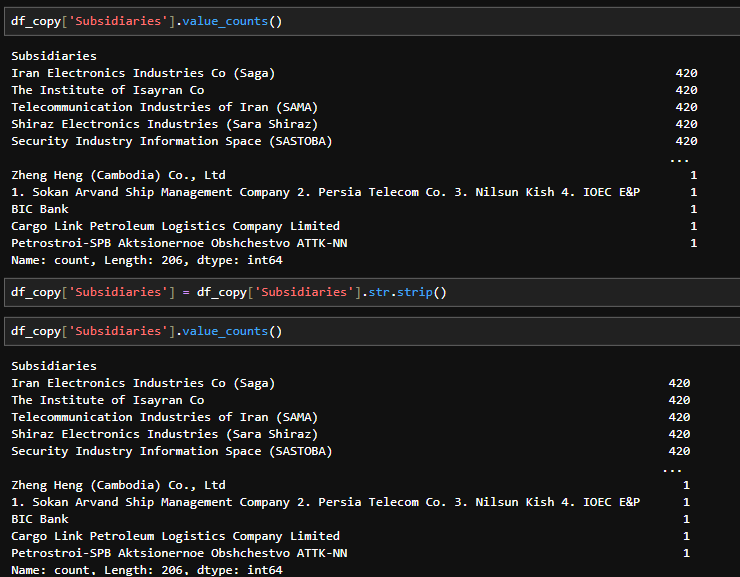 df_copy['Subsidiaries'].value_counts()
Subsidiaries
Iran Electronics Industries Co (Saga) 420
The Institute of Isayran Co 420
Telecommunication Industries of Iran (SAMA) 420
Shiraz Electronics Industries (Sara Shiraz) 420
Security Industry Information Space (SASTOBA) 420
...
Zheng Heng (Cambodia) Co., Ltd 1
1. Sokan Arvand Ship Management Company 2. Persia Telecom Co. 3. Nilsun Kish 4. IOEC E&P 1
BIC Bank 1
Cargo Link Petroleum Logistics Company Limited 1
Petrostroi-SPB Aktsionernoe Obshchestvo ATTK-NN 1
Name: count, Length: 206, dtype: int64
df_copy['Subsidiaries'] = df_copy['Subsidiaries'].str.strip()
df_copy['Subsidiaries'].value_counts()
Subsidiaries
Iran Electronics Industries Co (Saga) 420
The Institute of Isayran Co 420
Telecommunication Industries of Iran (SAMA) 420
Shiraz Electronics Industries (Sara Shiraz) 420
Security Industry Information Space (SASTOBA) 420
...
Zheng Heng (Cambodia) Co., Ltd 1
1. Sokan Arvand Ship Management Company 2. Persia Telecom Co. 3. Nilsun Kish 4. IOEC E&P 1
BIC Bank 1
Cargo Link Petroleum Logistics Company Limited 1
Petrostroi-SPB Aktsionernoe Obshchestvo ATTK-NN 1
Name: count, Length: 206, dtype: int64